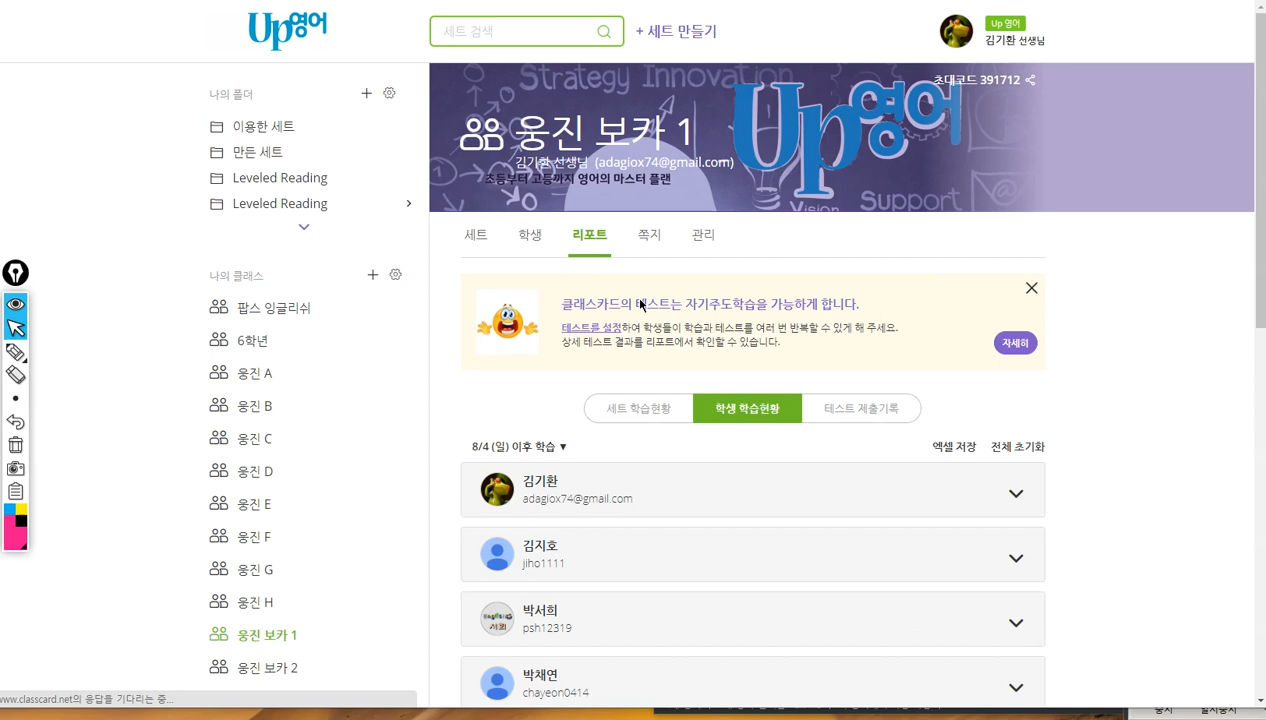 Up영어
세트 검색
+ 세트 만들기
Up 영어
김기환 선생님
나의 폴더
이용한 세트
만든 세트
Leveled Reading
Leveled Reading
나의 클래스
팝스 잉글리쉬
6학년
웅진 A
웅진 B
웅진 C
웅진 D
웅진 E
웅진 F
웅진 G
웅진 H
웅진 보카 1
웅진 보카 2
Strategy Innovation
초대코드 391712
웅진 보카 1
김기환 선생님 (adagiox74@gmail.com)
초등부터 고등까지 영어의 마스터 플랜
Up영어
Vision
Support
세트 학생 리포트 쪽지 관리
클래스카드의 테스트는 자기주도학습을 가능하게 합니다.
테스트를 설정하여 학생들이 학습과 테스트를 여러 번 반복할 수 있게 해 주세요.
상세 테스트 결과를 리포트에서 확인할 수 있습니다.
자세히
세트 학습현황 학생 학습현황 테스트 제출기록
8/4 (일) 이후 학습 ▼
엑셀 저장 전체 초기화
김기환
adagiox74@gmail.com
김지호
jiho1111
박서희
psh12319
박채연
chayeon0414
www.classcard.net의 응답을 기다리는 중...